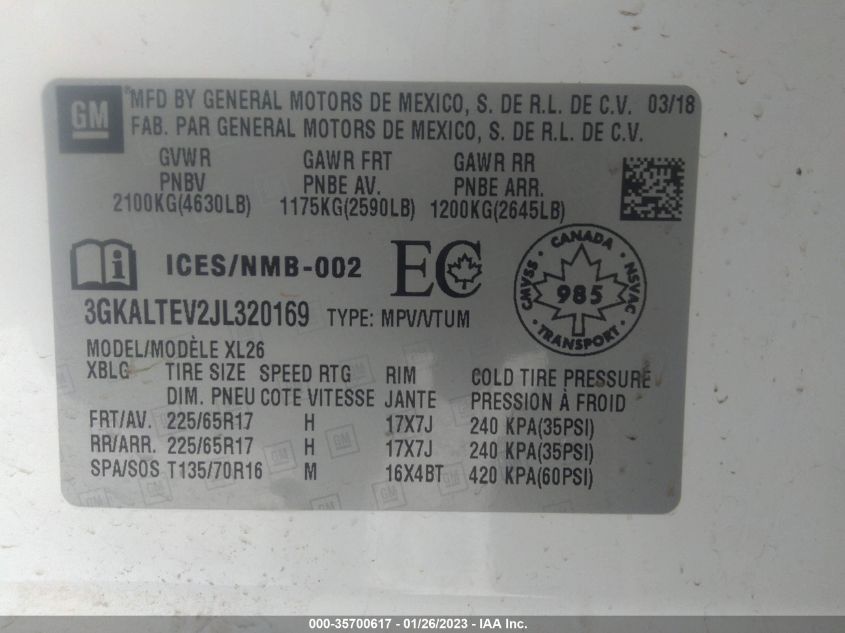 GM
®MFD BY GENERAL MOTORS DE MEXICO, S. DE R.L. DE C.V. 03/18
FAB. PAR GENERAL MOTORS DE MEXICO, S. DE R.L. DE C.V.
GVWR GAWR FRT GAWR RR
PNBV PNBE AV. PNBE ARR.
2100KG(4630LB) 1175KG(2590LB) 1200KG(2645LB)
i ICES/NMB-002 EC
CANADA
CMVSS 985 NSVAC
TRANSPORT
3GKALTEV2JL320169 TYPE: MPV/VTUM
MODEL/MODÈLE XL26
XBLG TIRE SIZE SPEED RTG RIM COLD TIRE PRESSURE
DIM. PNEU COTE VITESSE JANTE PRESSION À FROID
FRT/AV. 225/65R17 H 17X7J 240 KPA(35PSI)
RR/ARR. 225/65R17 H 17X7J 240 KPA(35PSI)
SPA/SOS T135/70R16 M 16X4BT 420 KPA(60PSI)
000-35700617 - 01/26/2023 - IAA Inc.